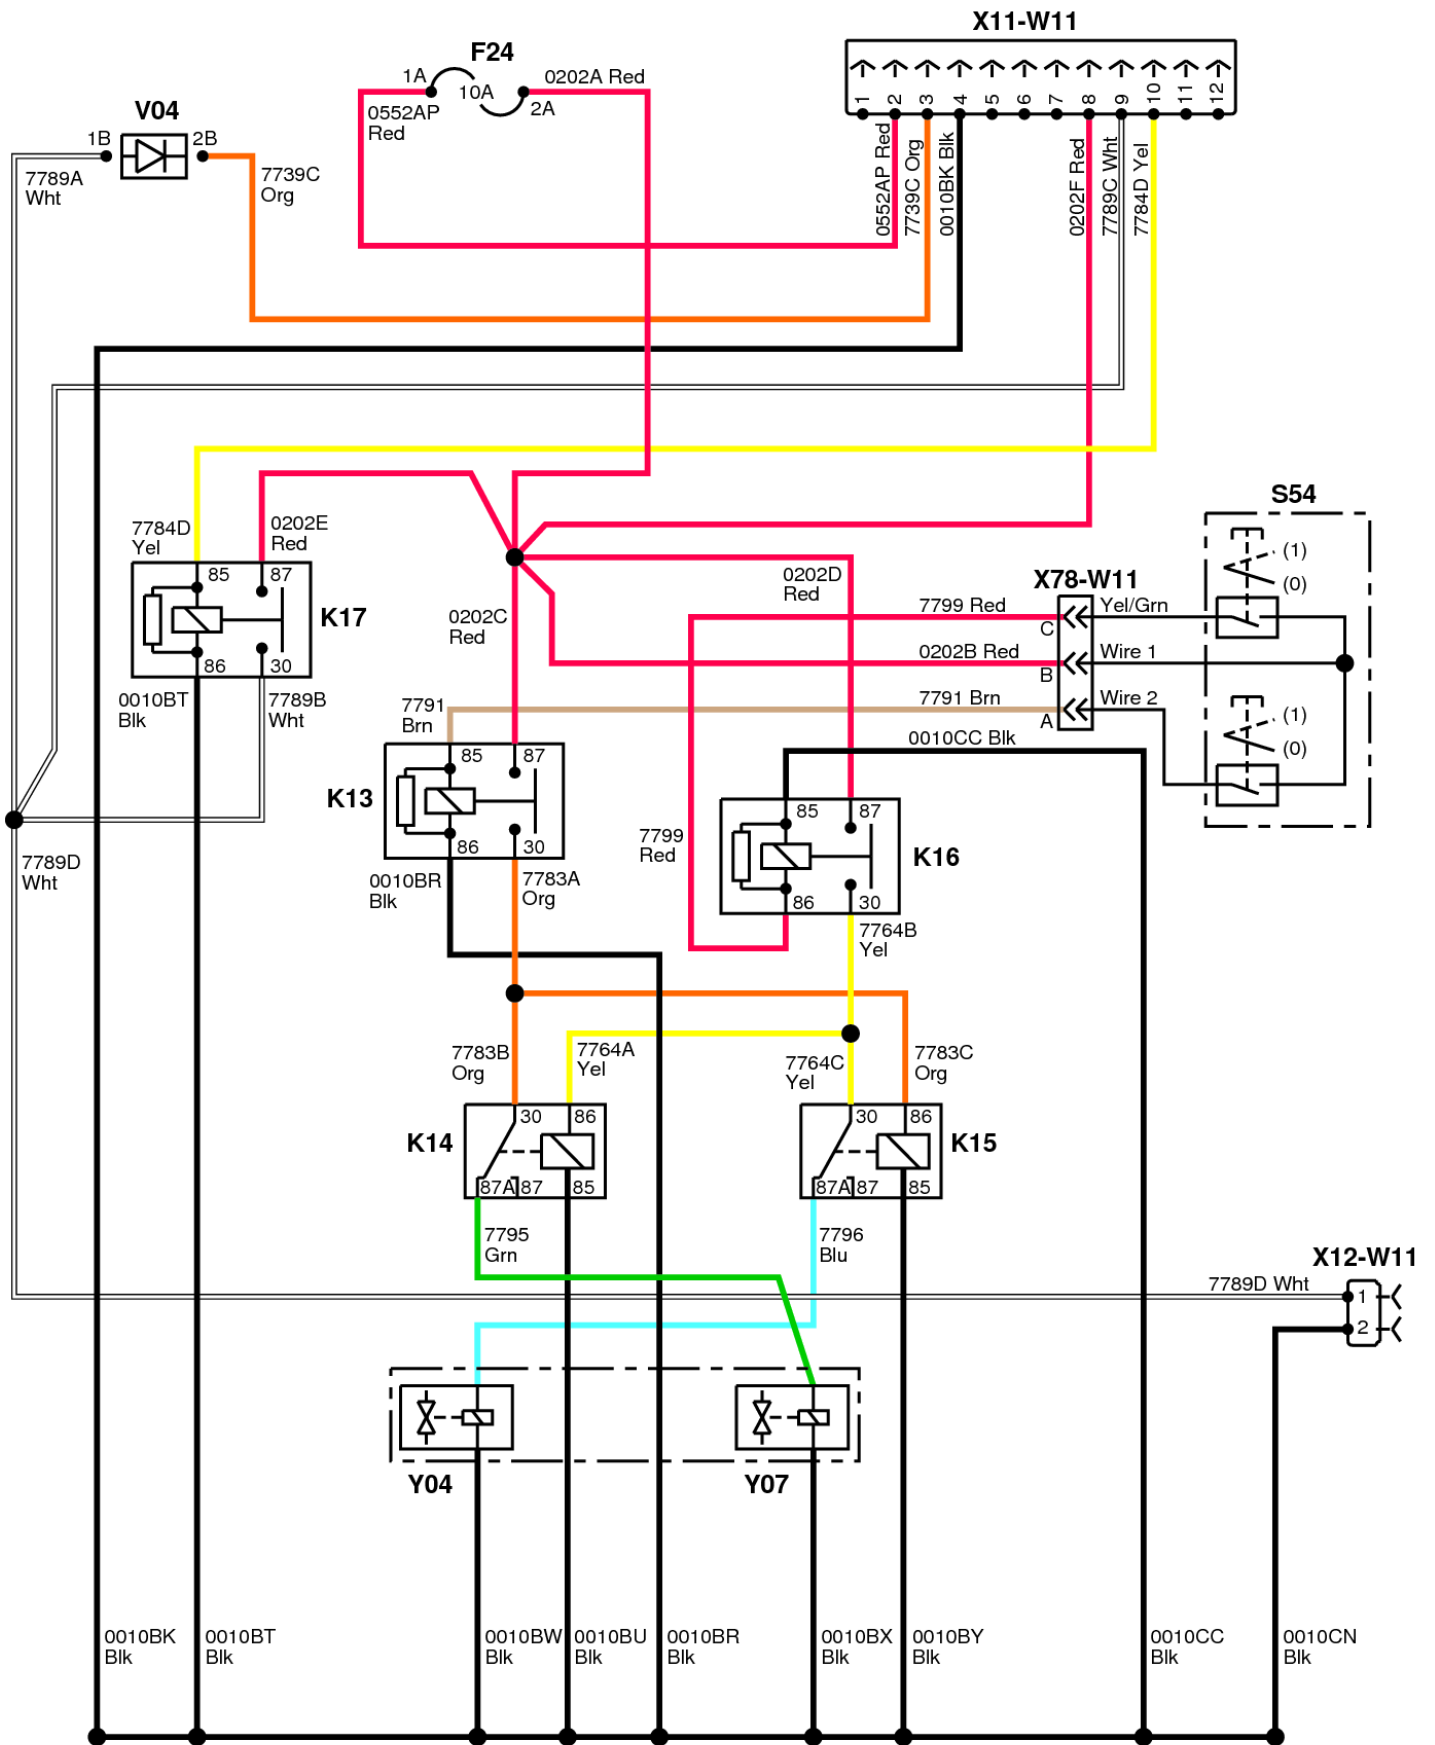 X11-W11
F24
1A
10A
0202A Red
2A
0552AP
Red
1
2
3
4
5
6
7
8
9
10
11
12
V04
1B
2B
7789A
Wht
7739C
Org
0552AP Red
7739C Org
0010BK Blk
0202F Red
7789C Wht
7784D Yel
S54
(1)
(0)
7784D
Yel
0202E
Red
85
87
K17
86
30
0010BT
Blk
7789B
Wht
0202D
Red
0202C
Red
X78-W11
7799 Red
C
Yel/Grn
0202B Red
B
Wire 1
7791 Brn
A
Wire 2
(1)
(0)
7791
Brn
0010CC Blk
85
87
K13
86
30
0010BR
Blk
7783A
Org
7799
Red
85
87
K16
86
30
7764B
Yel
7789D
Wht
7783B
Org
7764A
Yel
7764C
Yel
7783C
Org
30
86
K14
87A
87
85
30
86
K15
87A
87
85
7795
Grn
7796
Blu
X12-W11
7789D Wht
1
2
Y04
Y07
0010BK
Blk
0010BT
Blk
0010BW
Blk
0010BU
Blk
0010BR
Blk
0010BX
Blk
0010BY
Blk
0010CC
Blk
0010CN
Blk